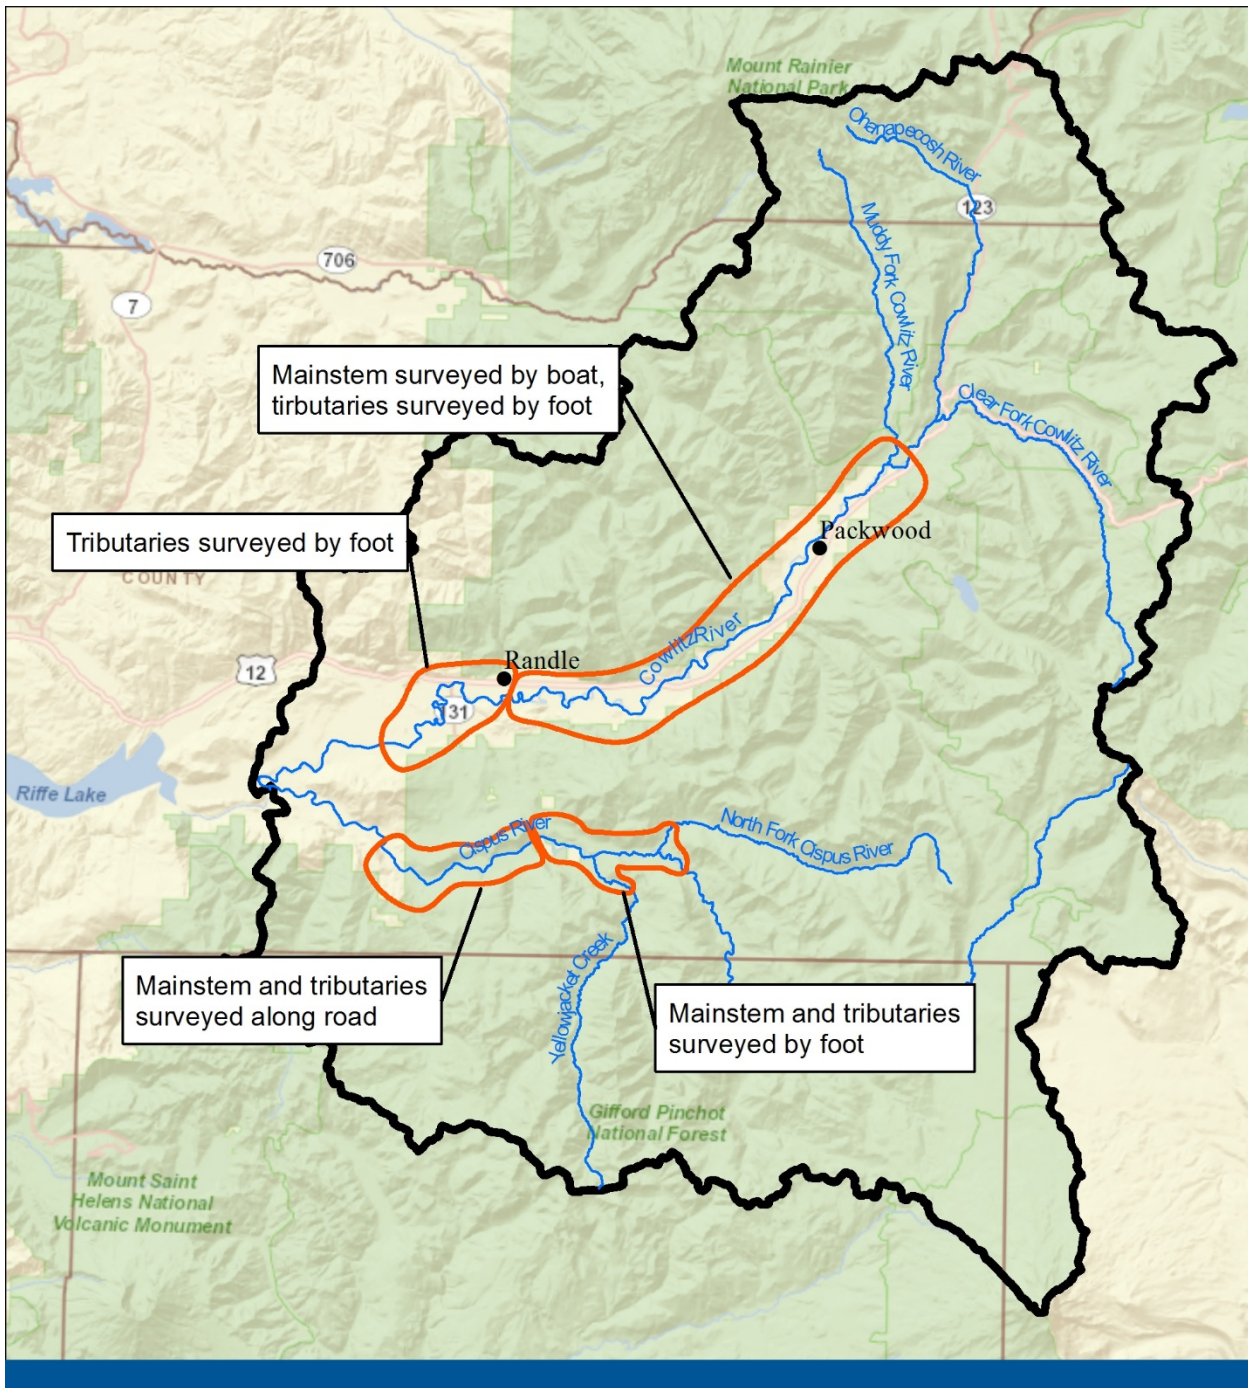 Mount Rainier
National Park
Ohanapecosh River
123
Muddy Fork Cowlitz River
706
7
Mainstem surveyed by boat,
tirbutaries surveyed by foot
Clear Fork Cowlitz River
Packwood
Tributaries surveyed by foot
COUNTY
Cowlitz River
Randle
12
131
Riffe Lake
Cispus River
North Fork Cispus River
Mainstem and tributaries
surveyed along road
Yellowjacket Creek
Mainstem and tributaries
surveyed by foot
Gifford Pinchot
National Forest
Mount Saint
Helens National
Volcanic Monument